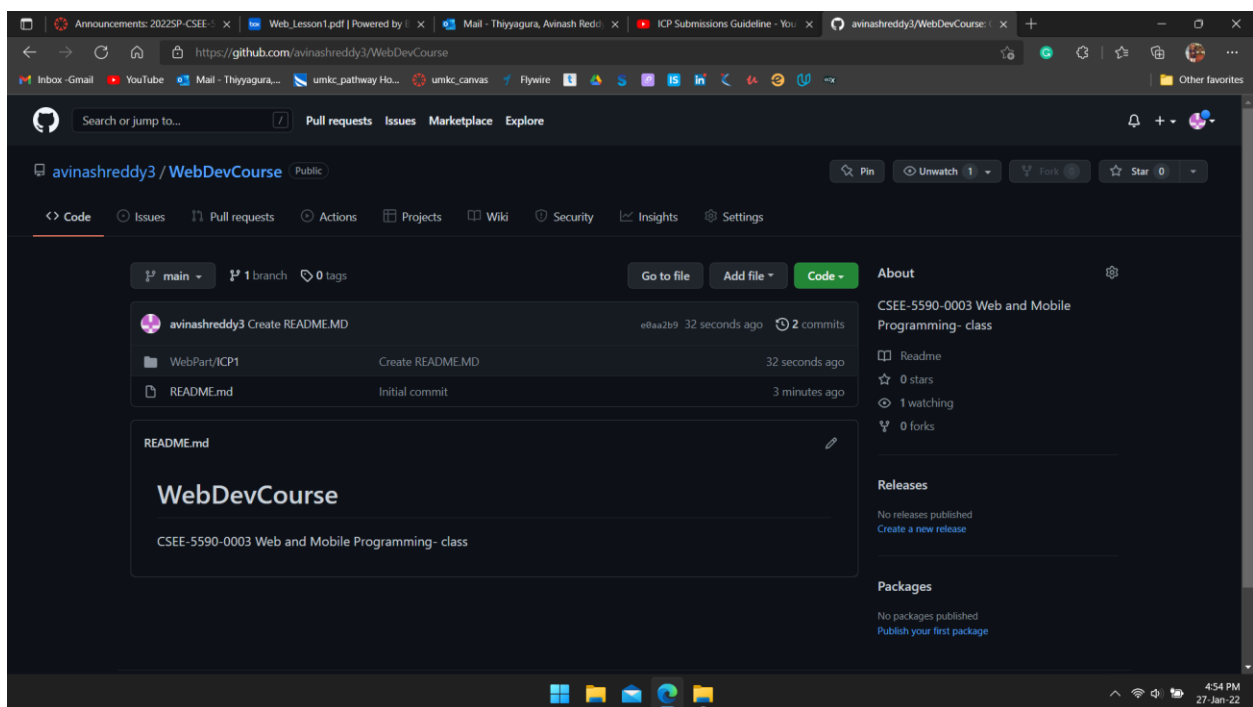 Announcements: 2022SP-CSEE-5 Web_Lesson1.pdf | Powered by Mail - Thiyyagura, Avinash Reddy ICP Submissions Guideline - You avinashreddy3/WebDevCourse:
https://github.com/avinashreddy3/WebDevCourse
Inbox -Gmail YouTube Mail - Thiyyagura,... umkc_pathway Ho... umkc_canvas Flywire Other favorites
Search or jump to... / Pull requests Issues Marketplace Explore
avinashreddy3 / WebDevCourse Public Pin Unwatch 1 Fork 0 Star 0
<> Code Issues Pull requests Actions Projects Wiki Security Insights Settings
main 1 branch 0 tags Go to file Add file Code
avinashreddy3 Create README.MD e0aa2b9 32 seconds ago 2 commits
WebPart/ICP1 Create README.MD 32 seconds ago
README.md Initial commit 3 minutes ago
README.md
WebDevCourse
CSEE-5590-0003 Web and Mobile Programming- class
About
CSEE-5590-0003 Web and Mobile
Programming- class
Readme
0 stars
1 watching
0 forks
Releases
No releases published
Create a new release
Packages
No packages published
Publish your first package
4:54 PM
27-Jan-22